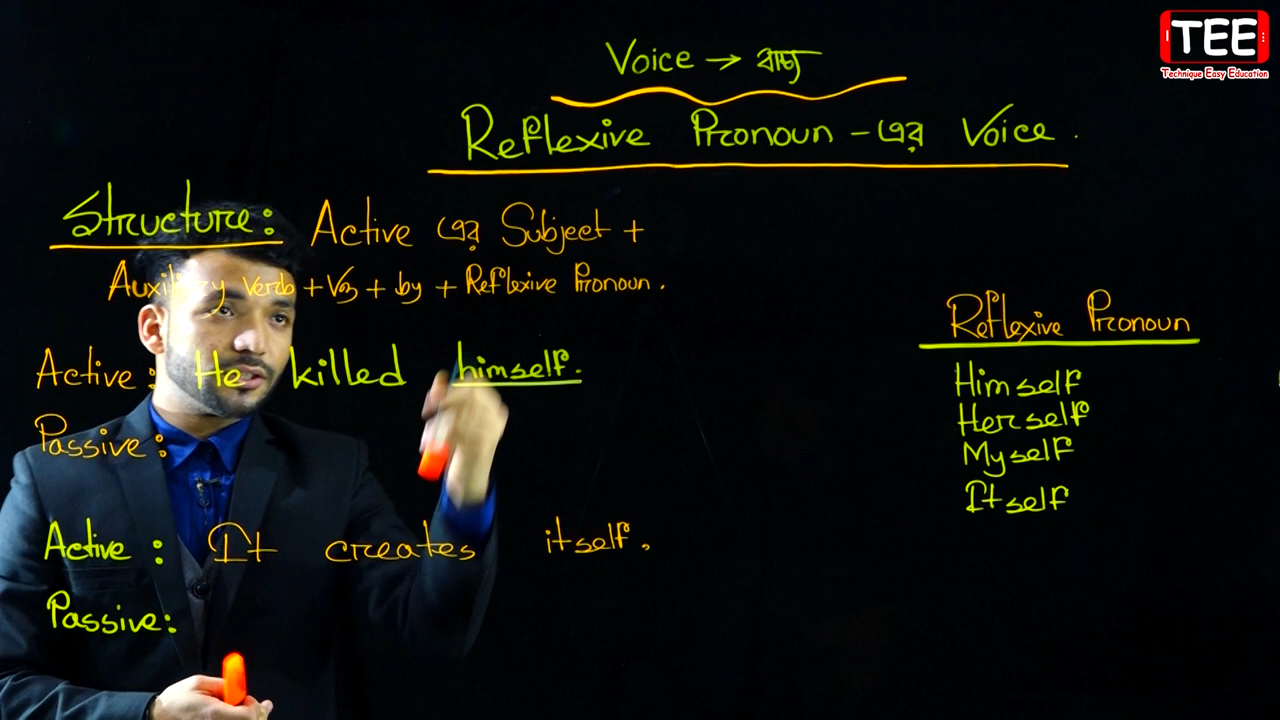 TEE
Technique Easy Education
Voice → বাচ্য
Reflexive Pronoun - এর Voice.
Structure: Active এর Subject +
Auxiliary verb + V3 + by + Reflexive Pronoun.
Active: He killed himself.
Passive:
Active: It creates itself.
Passive:
Reflexive Pronoun
Himself
Herself
Myself
Itself